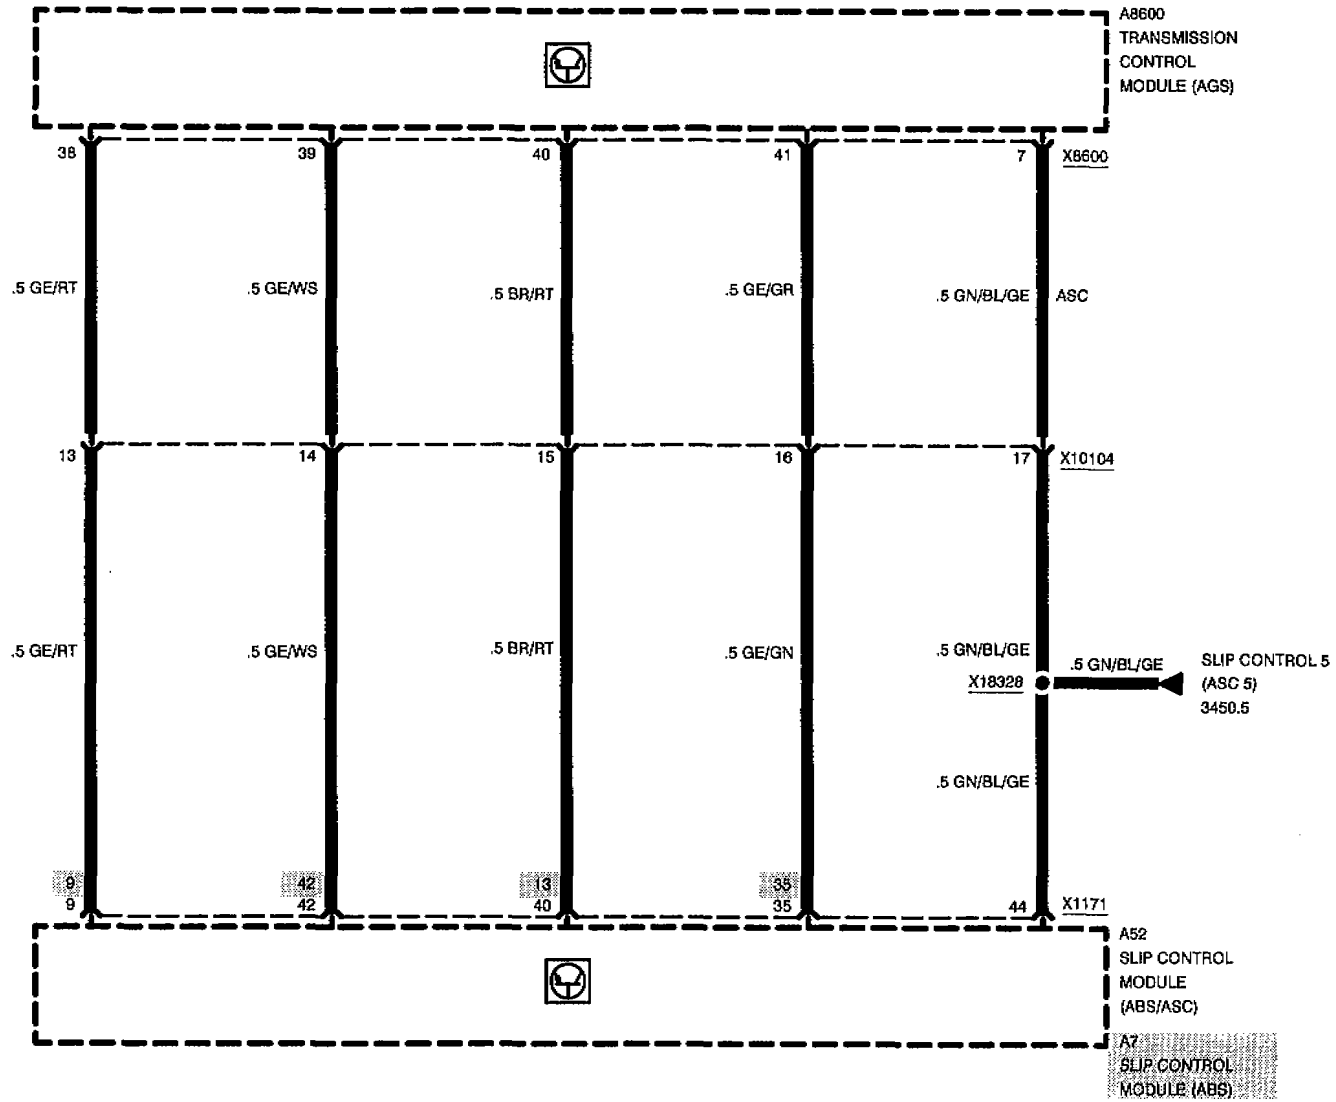 A8600
TRANSMISSION
CONTROL
MODULE (AGS)
38 39 40 41 7 X8600
.5 GE/RT .5 GE/WS .5 BR/RT .5 GE/GR .5 GN/BL/GE ASC
13 14 15 16 17 X10104
.5 GE/RT .5 GE/WS .5 BR/RT .5 GE/GN .5 GN/BL/GE
.5 GN/BL/GE
X18328
SLIP CONTROL 5
(ASC 5)
3450.5
.5 GN/BL/GE
9 42 13 35
9 42 40 35 44 X1171
A52
SLIP CONTROL
MODULE
(ABS/ASC)
A7
SLIP CONTROL
MODULE (ABS)